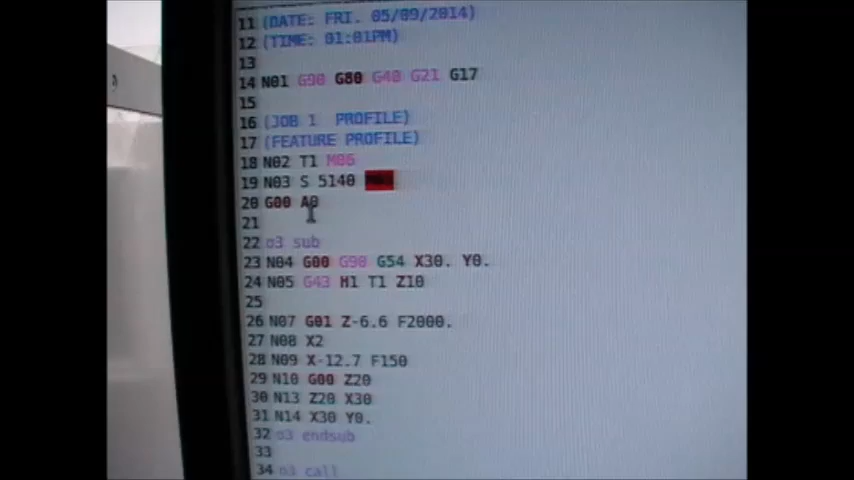 11 (DATE: FRI. 05/09/2014)
12 (TIME: 01:01PM)
13
14 N01 G90 G80 G40 G21 G17
15
16 (JOB 1 PROFILE)
17 (FEATURE PROFILE)
18 N02 T1 M06
19 N03 S 5140
20 G00 A0
21
22 o3 sub
23 N04 G00 G90 G54 X30. Y0.
24 N05 G43 H1 T1 Z10
25
26 N07 G01 Z-6.6 F2000.
27 N08 X2
28 N09 X-12.7 F150
29 N10 G00 Z20
30 N13 Z20 X30
31 N14 X30 Y0.
32 o3 endsub
33
34 o3 call